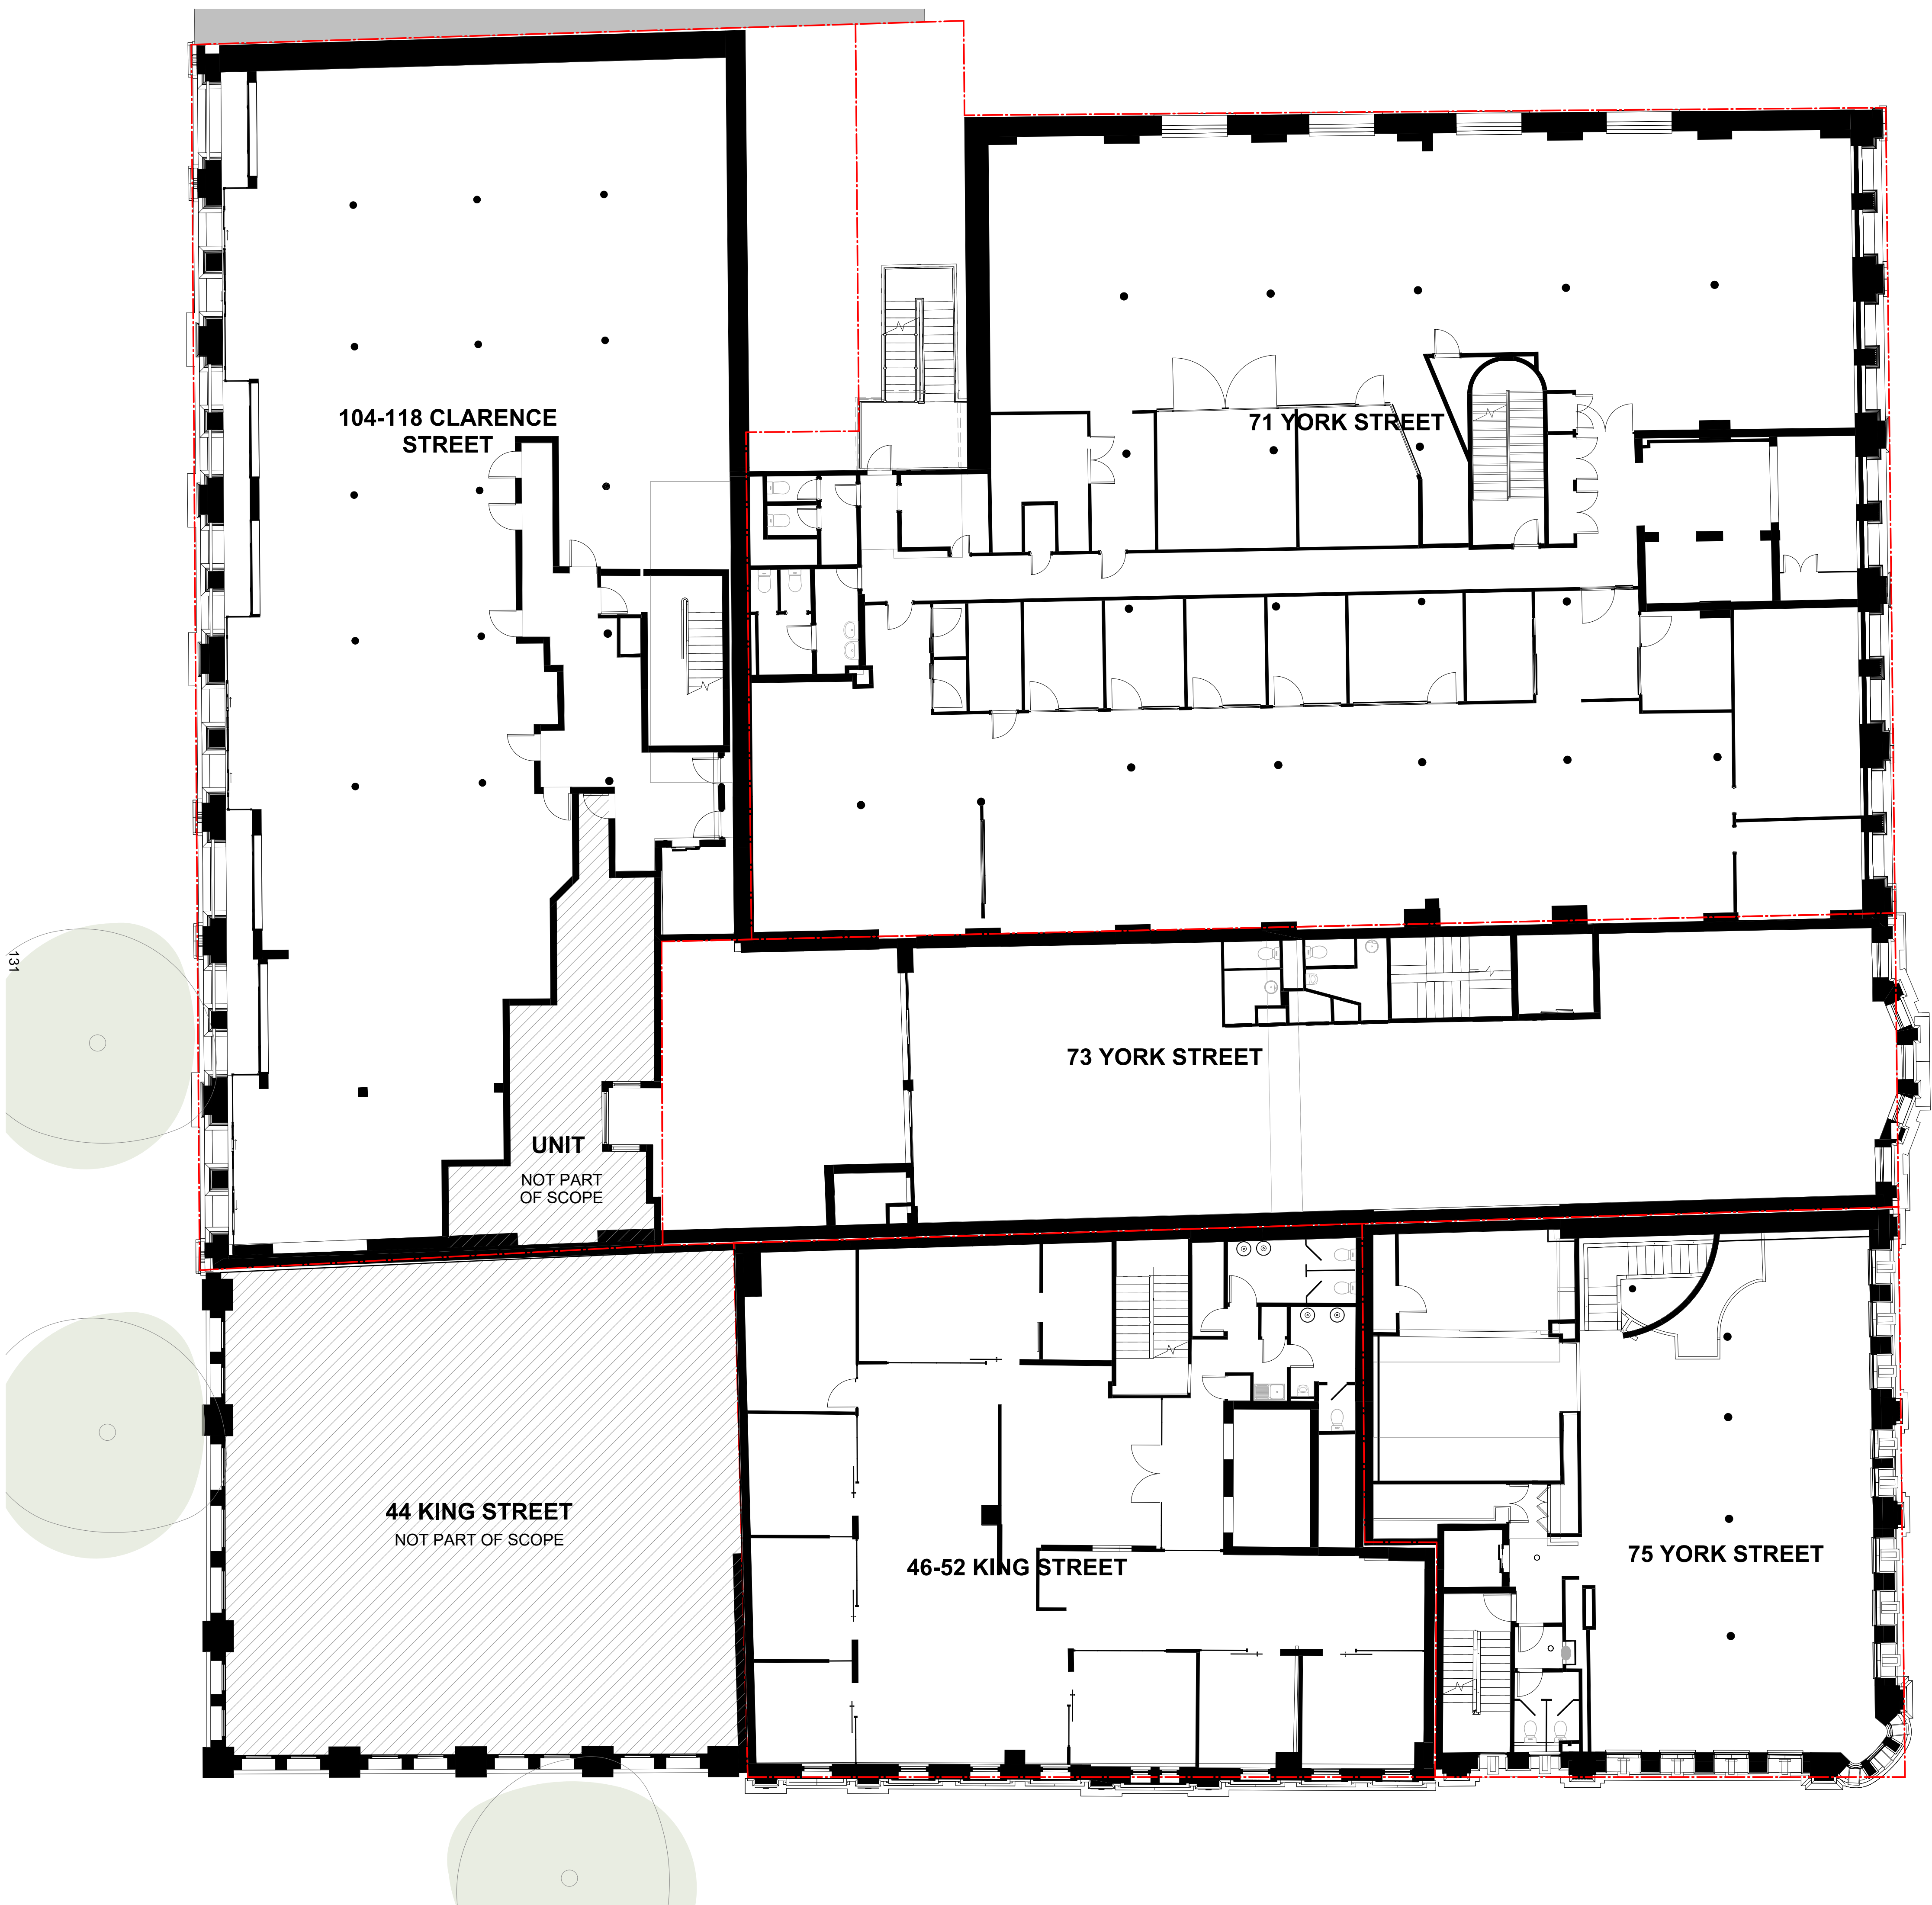 104-118 CLARENCE
STREET
71 YORK STREET
131
73 YORK STREET
UNIT
NOT PART
OF SCOPE
44 KING STREET
NOT PART OF SCOPE
46-52 KING STREET
75 YORK STREET